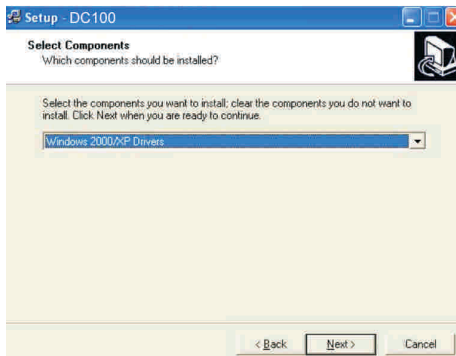 Setup - DC100
Select Components
Which components should be installed?
Select the components you want to install; clear the components you do not want to
install. Click Next when you are ready to continue.
Windows 2000/XP Drivers
< Back
Next >
Cancel